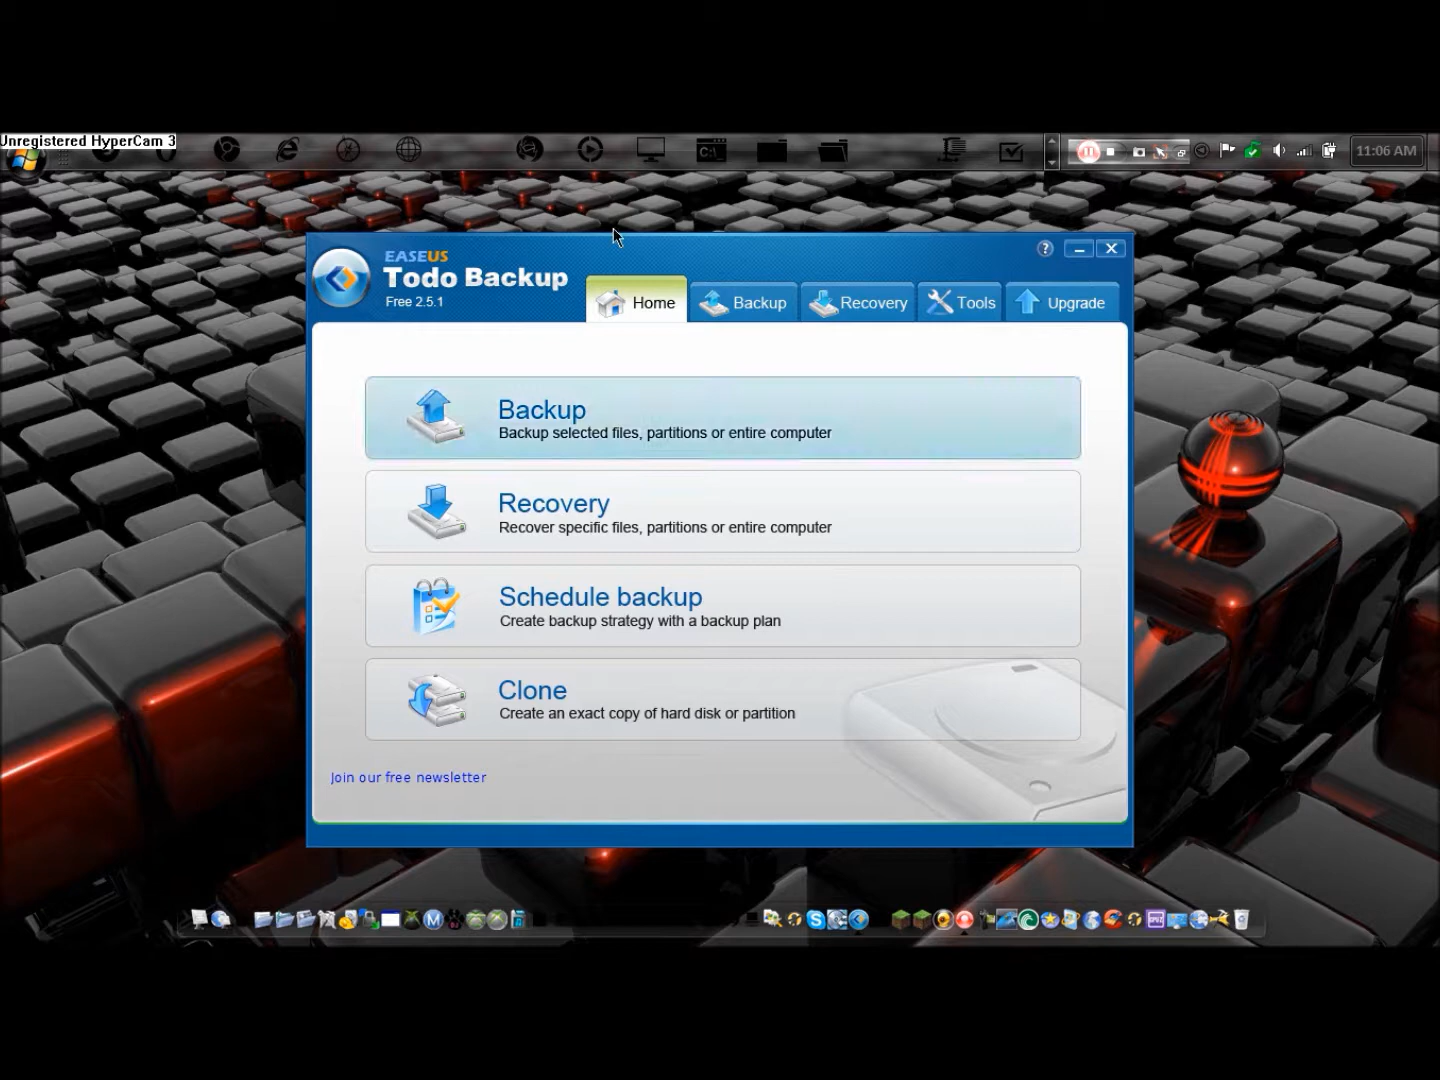 Unregistered HyperCam 3
C:\
11:06 AM
EASEUS
Todo Backup
Free 2.5.1
Home
Backup
Recovery
Tools
Upgrade
Backup
Backup selected files, partitions or entire computer
Recovery
Recover specific files, partitions or entire computer
Schedule backup
Create backup strategy with a backup plan
Clone
Create an exact copy of hard disk or partition
Join our free newsletter